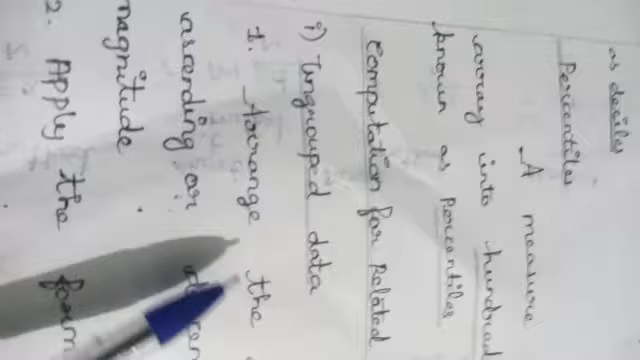 as deciles
Percentiles
A measure
array into hundred
known as percentiles
Computation for Related
i) Ungrouped data
1. Arrange the
ascending or
magnitude
2. Apply the form